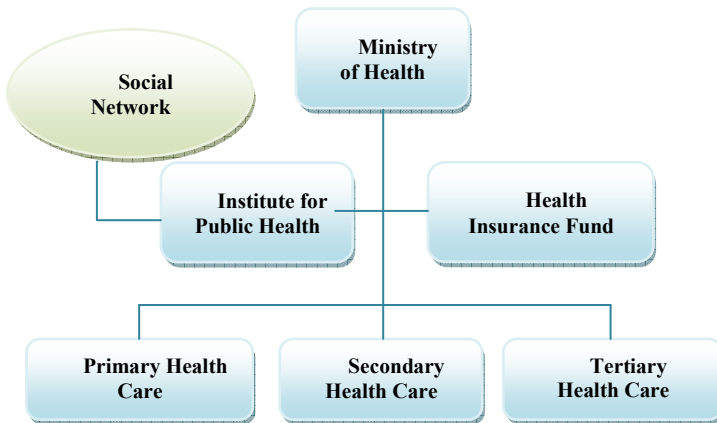 Ministry
of Health
Social
Network
Institute for
Public Health
Health
Insurance Fund
Primary Health
Care
Secondary
Health Care
Tertiary
Health Care